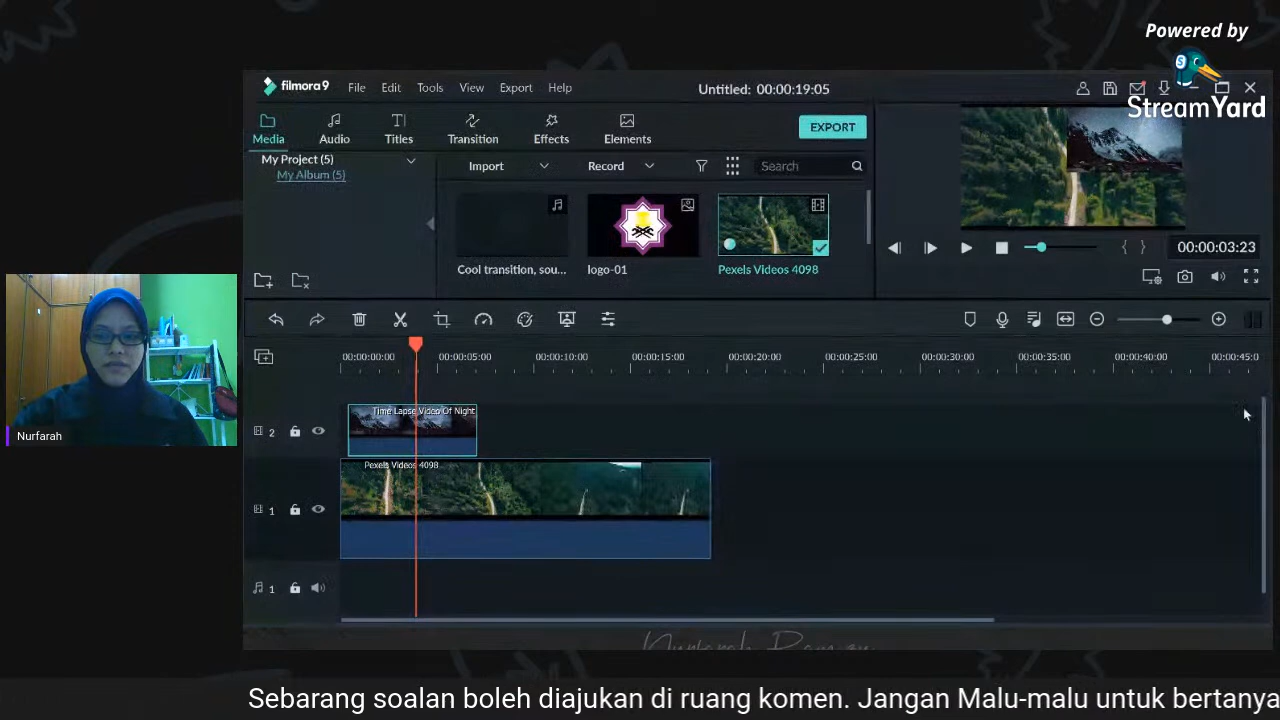 Powered by
StreamYard
filmora9
File Edit Tools View Export Help
Untitled: 00:00:19:05
Media Audio Titles Transition Effects Elements
EXPORT
My Project (5)
My Album (5)
Import Record Search
Cool transition, sou...
logo-01
Pexels Videos 4098
00:00:03:23
00:00:00:00 00:00:05:00 00:00:10:00 00:00:15:00 00:00:20:00 00:00:25:00 00:00:30:00 00:00:35:00 00:00:40:00 00:00:45:0
Time Lapse Video Of Night
2
Pexels Videos 4098
1
1
Nurfarah
Sebarang soalan boleh diajukan di ruang komen. Jangan Malu-malu untuk bertanya